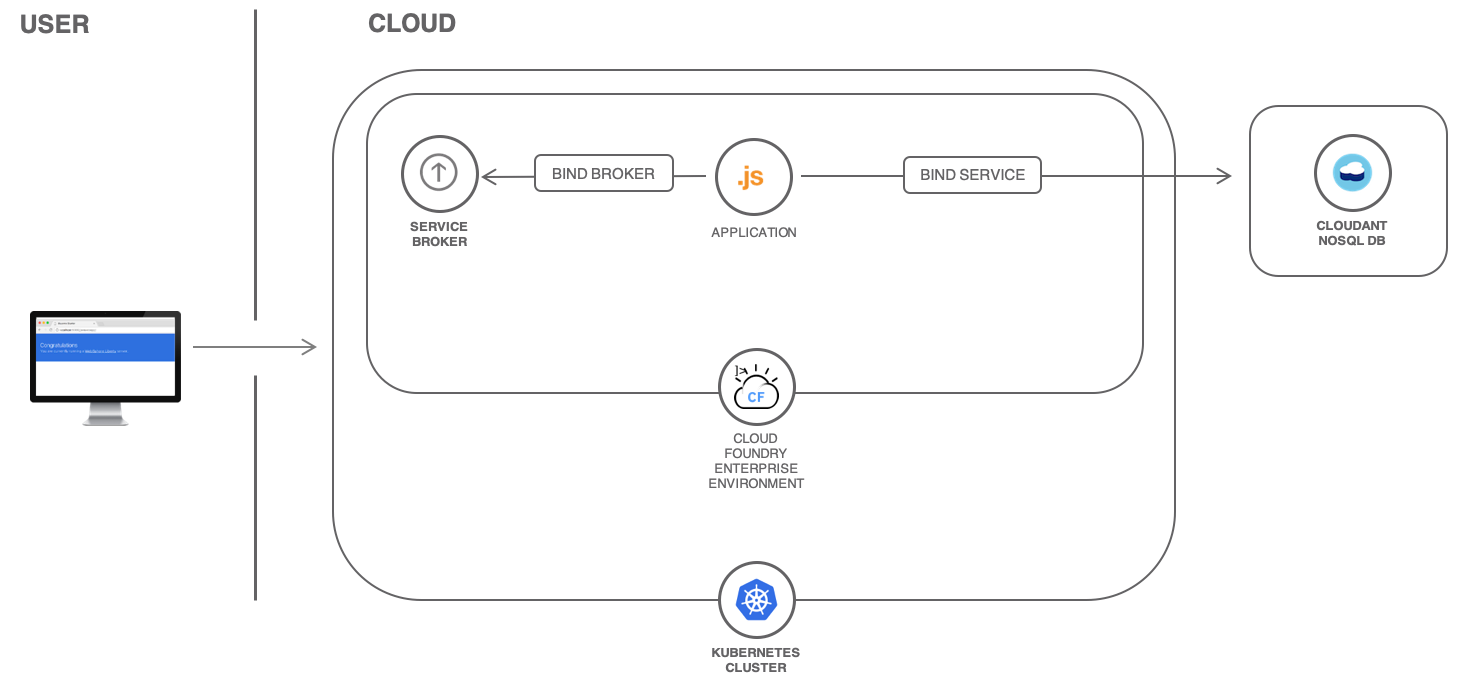 USER
CLOUD
BIND BROKER
.js
BIND SERVICE
SERVICE
BROKER
APPLICATION
CLOUDANT
NOSQL DB
Congratulations
CF
CLOUD
FOUNDRY
ENTERPRISE
ENVIRONMENT
KUBERNETES
CLUSTER